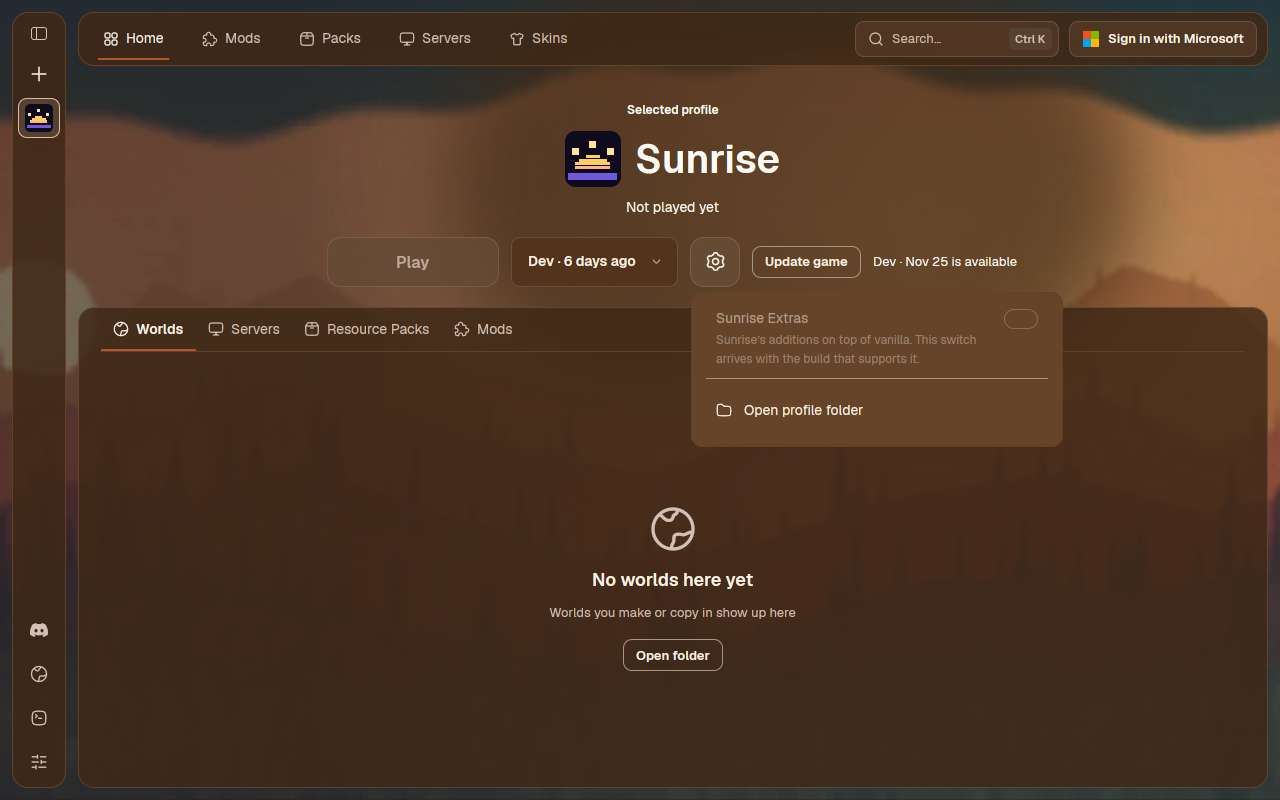 Home
Mods
Packs
Servers
Skins
Search...
Ctrl K
Sign in with Microsoft
Selected profile
Sunrise
Not played yet
Play
Dev · 6 days ago
Update game
Dev · Nov 25 is available
Worlds
Servers
Resource Packs
Mods
Sunrise Extras
Sunrise's additions on top of vanilla. This switch
arrives with the build that supports it.
Open profile folder
No worlds here yet
Worlds you make or copy in show up here
Open folder